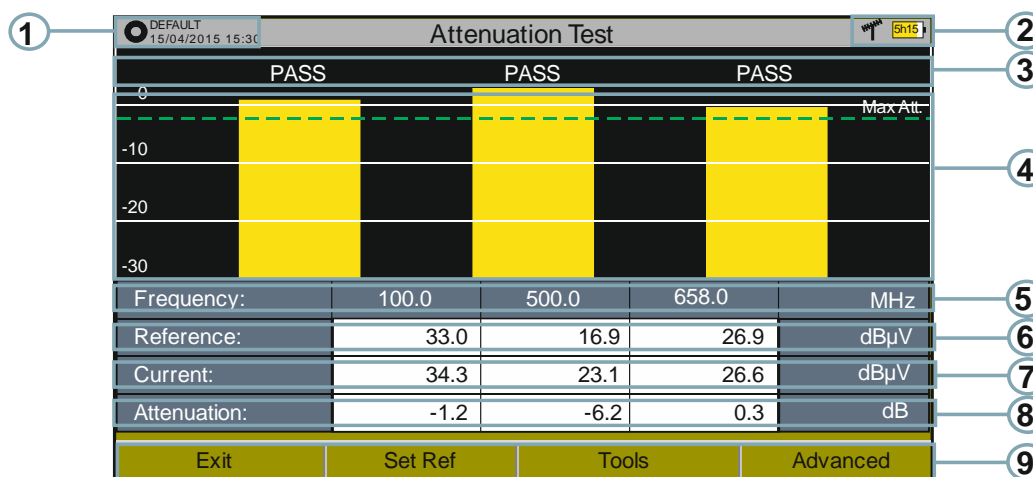 1
DEFAULT
15/04/2015 15:30
Attenuation Test
5h15
2
PASS PASS PASS
3
0
Max Att.
-10
4
-20
-30
Frequency: 100.0 500.0 658.0 MHz
5
Reference: 33.0 16.9 26.9 dBµV
6
Current: 34.3 23.1 26.6 dBµV
7
Attenuation: -1.2 -6.2 0.3 dB
8
Exit Set Ref Tools Advanced
9